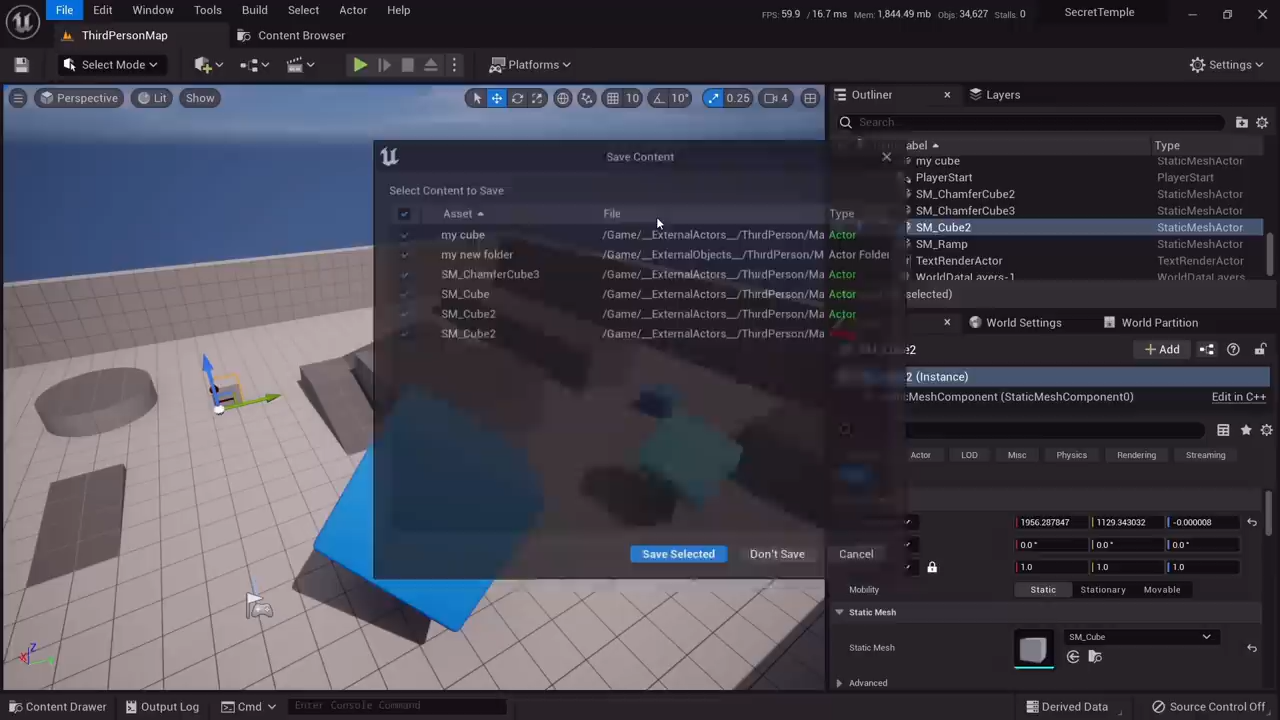 File Edit Window Tools Build Select Actor Help
FPS: 59.9 / 16.7 ms Mem: 1,844.49 mb Objs: 34,627 Stalls: 0
SecretTemple
ThirdPersonMap
Content Browser
Select Mode
Platforms
Settings
Perspective
Lit
Show
10
10°
0.25
4
Outliner
Layers
Search...
abel
Type
my cube StaticMeshActor
PlayerStart PlayerStart
SM_ChamferCube2 StaticMeshActor
SM_ChamferCube3 StaticMeshActor
SM_Cube2 StaticMeshActor
SM_Ramp StaticMeshActor
TextRenderActor TextRenderActor
WorldDataLayers-1 WorldDataLayers
selected)
Save Content
Select Content to Save
Asset File Type
my cube /Game/__ExternalActors__/ThirdPerson/Ma Actor
my new folder /Game/__ExternalObjects__/ThirdPerson/M Actor Folder
SM_ChamferCube3 /Game/__ExternalActors__/ThirdPerson/Ma Actor
SM_Cube /Game/__ExternalActors__/ThirdPerson/Ma Actor
SM_Cube2 /Game/__ExternalActors__/ThirdPerson/Ma Actor
SM_Cube2 /Game/__ExternalActors__/ThirdPerson/Ma
Save Selected
Don't Save
Cancel
World Settings
World Partition
Add
2 (Instance)
StaticMeshComponent (StaticMeshComponent0)
Edit in C++
Actor LOD Misc Physics Rendering Streaming
1956.287847 1129.343032 -0.000008
0.0° 0.0° 0.0°
1.0 1.0 1.0
Mobility Static Stationary Movable
Static Mesh
Static Mesh
SM_Cube
Advanced
Z
X
Content Drawer
Output Log
Cmd
Enter Console Command
Derived Data
Source Control Off